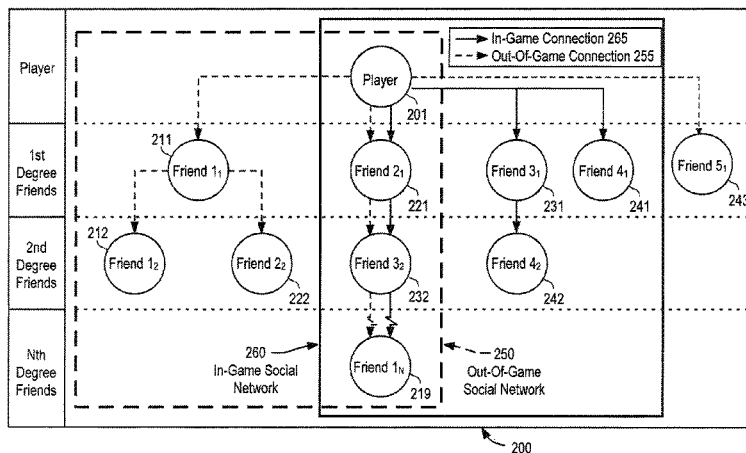 In-Game Connection 265
Out-Of-Game Connection 255
Player
Player
201
1st
Degree
Friends
211
Friend 1₁
Friend 2₁
221
Friend 3₁
231
Friend 4₁
241
Friend 5₁
243
2nd
Degree
Friends
212
Friend 1₂
Friend 2₂
222
Friend 3₂
232
Friend 4₂
242
Nth
Degree
Friends
260
In-Game Social
Network
Friend 1N
219
250
Out-Of-Game
Social Network
200